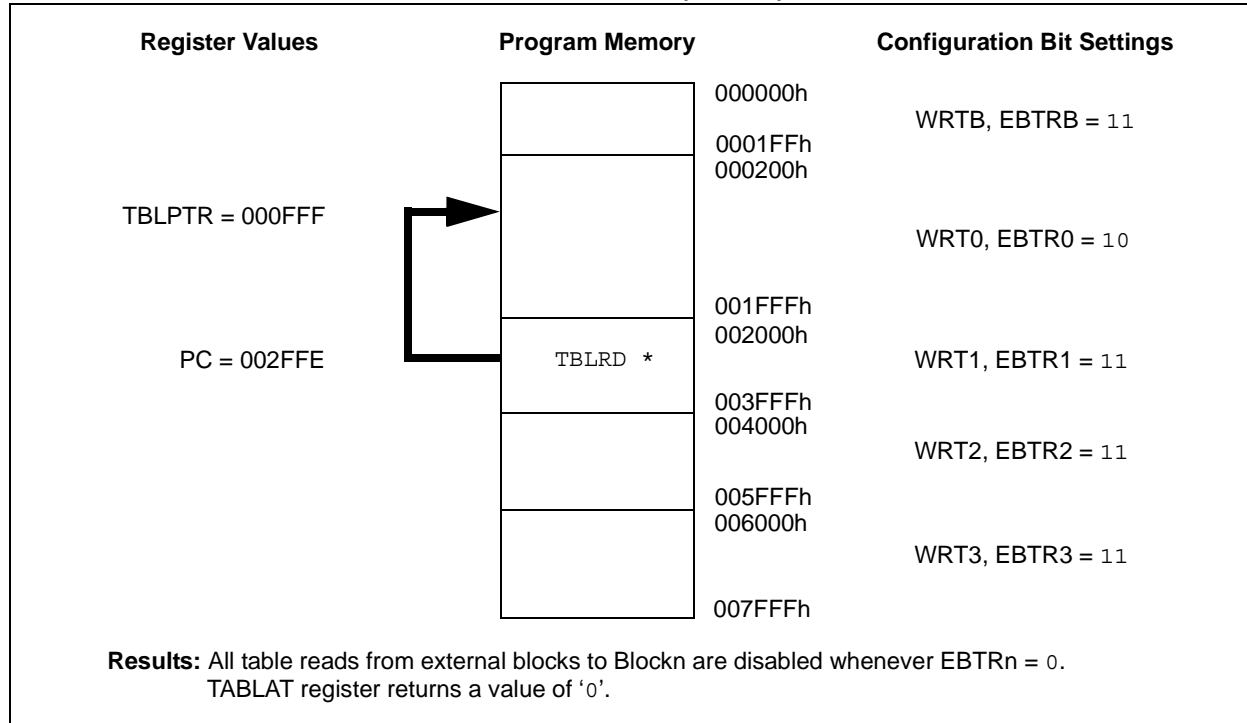 Register Values Program Memory Configuration Bit Settings
000000h
WRTB, EBTRB = 11
0001FFh
000200h
TBLPTR = 000FFF
WRT0, EBTR0 = 10
001FFFh
002000h
PC = 002FFE TBLRD * WRT1, EBTR1 = 11
003FFFh
004000h
WRT2, EBTR2 = 11
005FFFh
006000h
WRT3, EBTR3 = 11
007FFFh
Results: All table reads from external blocks to Blockn are disabled whenever EBTRn = 0.
TABLAT register returns a value of ‘0’.